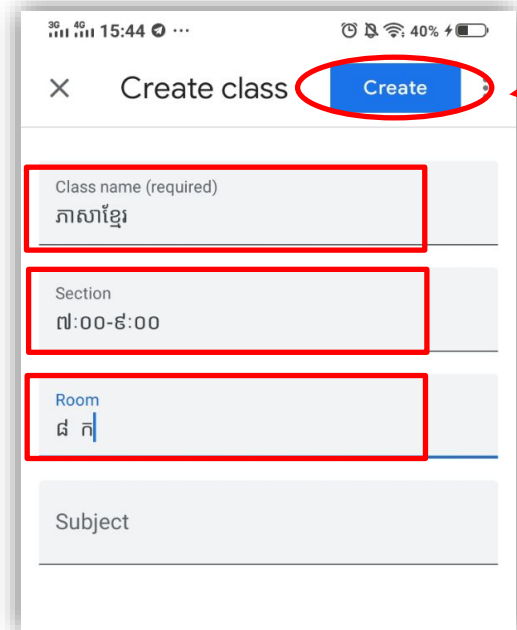 3G 4G 15:44 ··· 40%
Create class Create
Class name (required)
ភាសាខ្មែរ
Section
៧:០០-៩:០០
Room
៨ ក
Subject